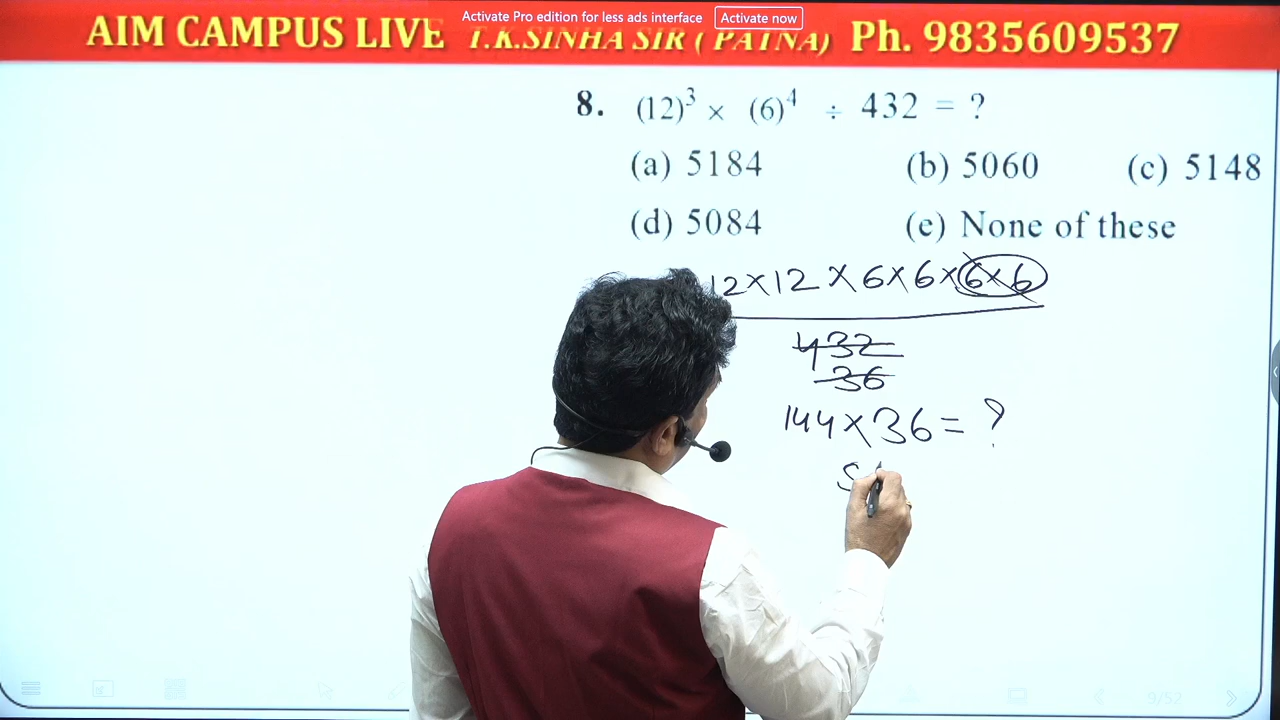 Activate Pro edition for less ads interface Activate now
AIM CAMPUS LIVE T.K.SINHA SIR ( PATNA) Ph. 9835609537
8. (12)³ × (6)⁴ ÷ 432 = ?
(a) 5184 (b) 5060 (c) 5148
(d) 5084 (e) None of these
12×12×6×6×6×6
432
36
144×36=?
9/52